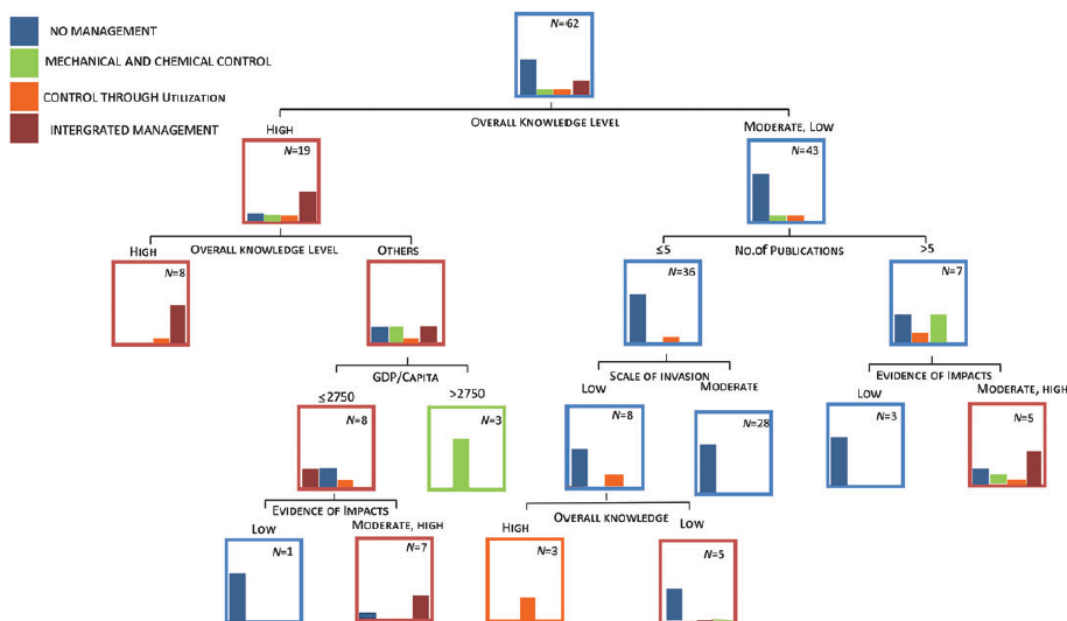 NO MANAGEMENT
MECHANICAL AND CHEMICAL CONTROL
CONTROL THROUGH UTILIZATION
INTERGRATED MANAGEMENT
N=62
OVERALL KNOWLEDGE LEVEL
HIGH
MODERATE, LOW
N=19
N=43
OVERALL KNOWLEDGE LEVEL
HIGH
OTHERS
No.of PUBLICATIONS
≤5
>5
N=8
N=36
N=7
GDP/CAPITA
SCALE OF INVASION
EVIDENCE OF IMPACTS
≤2750
>2750
LOW
MODERATE
LOW
MODERATE, HIGH
N=8
N=3
N=8
N=28
N=3
N=5
EVIDENCE OF IMPACTS
OVERALL KNOWLEDGE
LOW
MODERATE, HIGH
HIGH
LOW
N=1
N=7
N=3
N=5